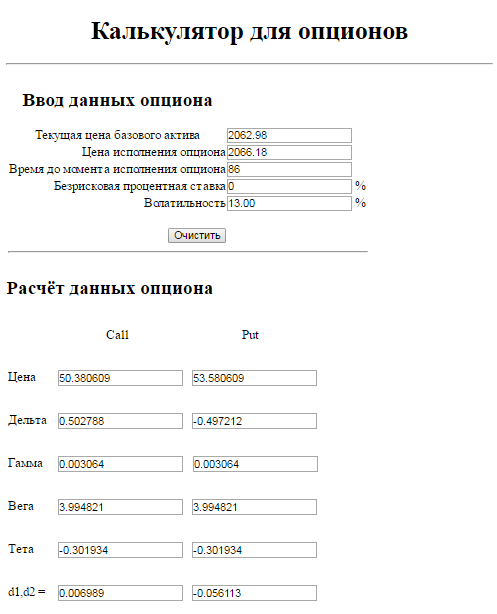 Калькулятор для опционов
Ввод данных опциона
Текущая цена базового актива 2062.98
Цена исполнения опциона 2066.18
Время до момента исполнения опциона 86
Безрисковая процентная ставка 0 %
Волатильность 13.00 %
Очистить
Расчёт данных опциона
Call Put
Цена 50.380609 53.580609
Дельта 0.502788 -0.497212
Гамма 0.003064 0.003064
Вега 3.994821 3.994821
Тета -0.301934 -0.301934
d1,d2 = 0.006989 -0.056113